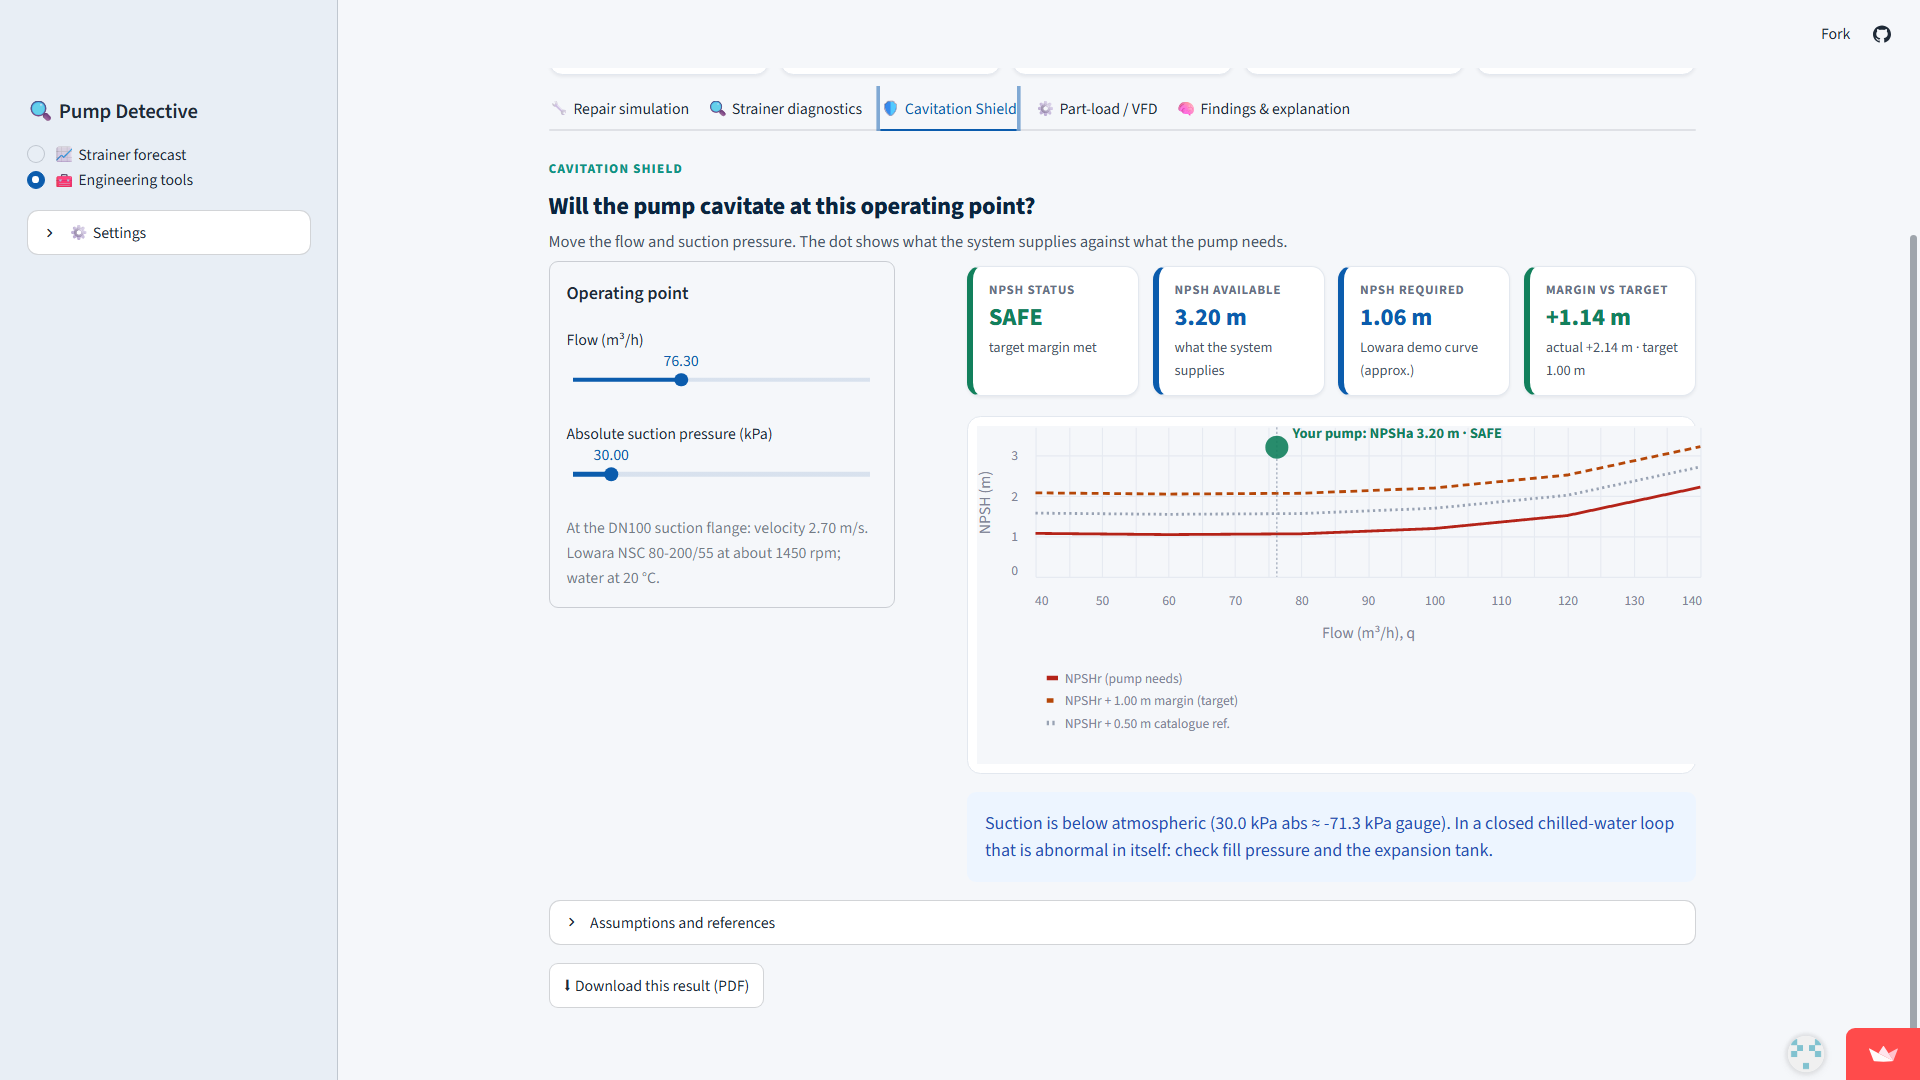 Fork
Pump Detective
Strainer forecast
Engineering tools
Settings
Repair simulation
Strainer diagnostics
Cavitation Shield
Part-load / VFD
Findings & explanation
CAVITATION SHIELD
Will the pump cavitate at this operating point?
Move the flow and suction pressure. The dot shows what the system supplies against what the pump needs.
Operating point
Flow (m³/h)
76.30
Absolute suction pressure (kPa)
30.00
At the DN100 suction flange: velocity 2.70 m/s.
Lowara NSC 80-200/55 at about 1450 rpm;
water at 20 °C.
NPSH STATUS
SAFE
target margin met
NPSH AVAILABLE
3.20 m
what the system
supplies
NPSH REQUIRED
1.06 m
Lowara demo curve
(approx.)
MARGIN VS TARGET
+1.14 m
actual +2.14 m · target
1.00 m
Your pump: NPSHa 3.20 m · SAFE
NPSH (m)
3
2
1
0
40 50 60 70 80 90 100 110 120 130 140
Flow (m³/h), q
NPSHr (pump needs)
NPSHr + 1.00 m margin (target)
NPSHr + 0.50 m catalogue ref.
Suction is below atmospheric (30.0 kPa abs ≈ -71.3 kPa gauge). In a closed chilled-water loop
that is abnormal in itself: check fill pressure and the expansion tank.
Assumptions and references
⬇ Download this result (PDF)